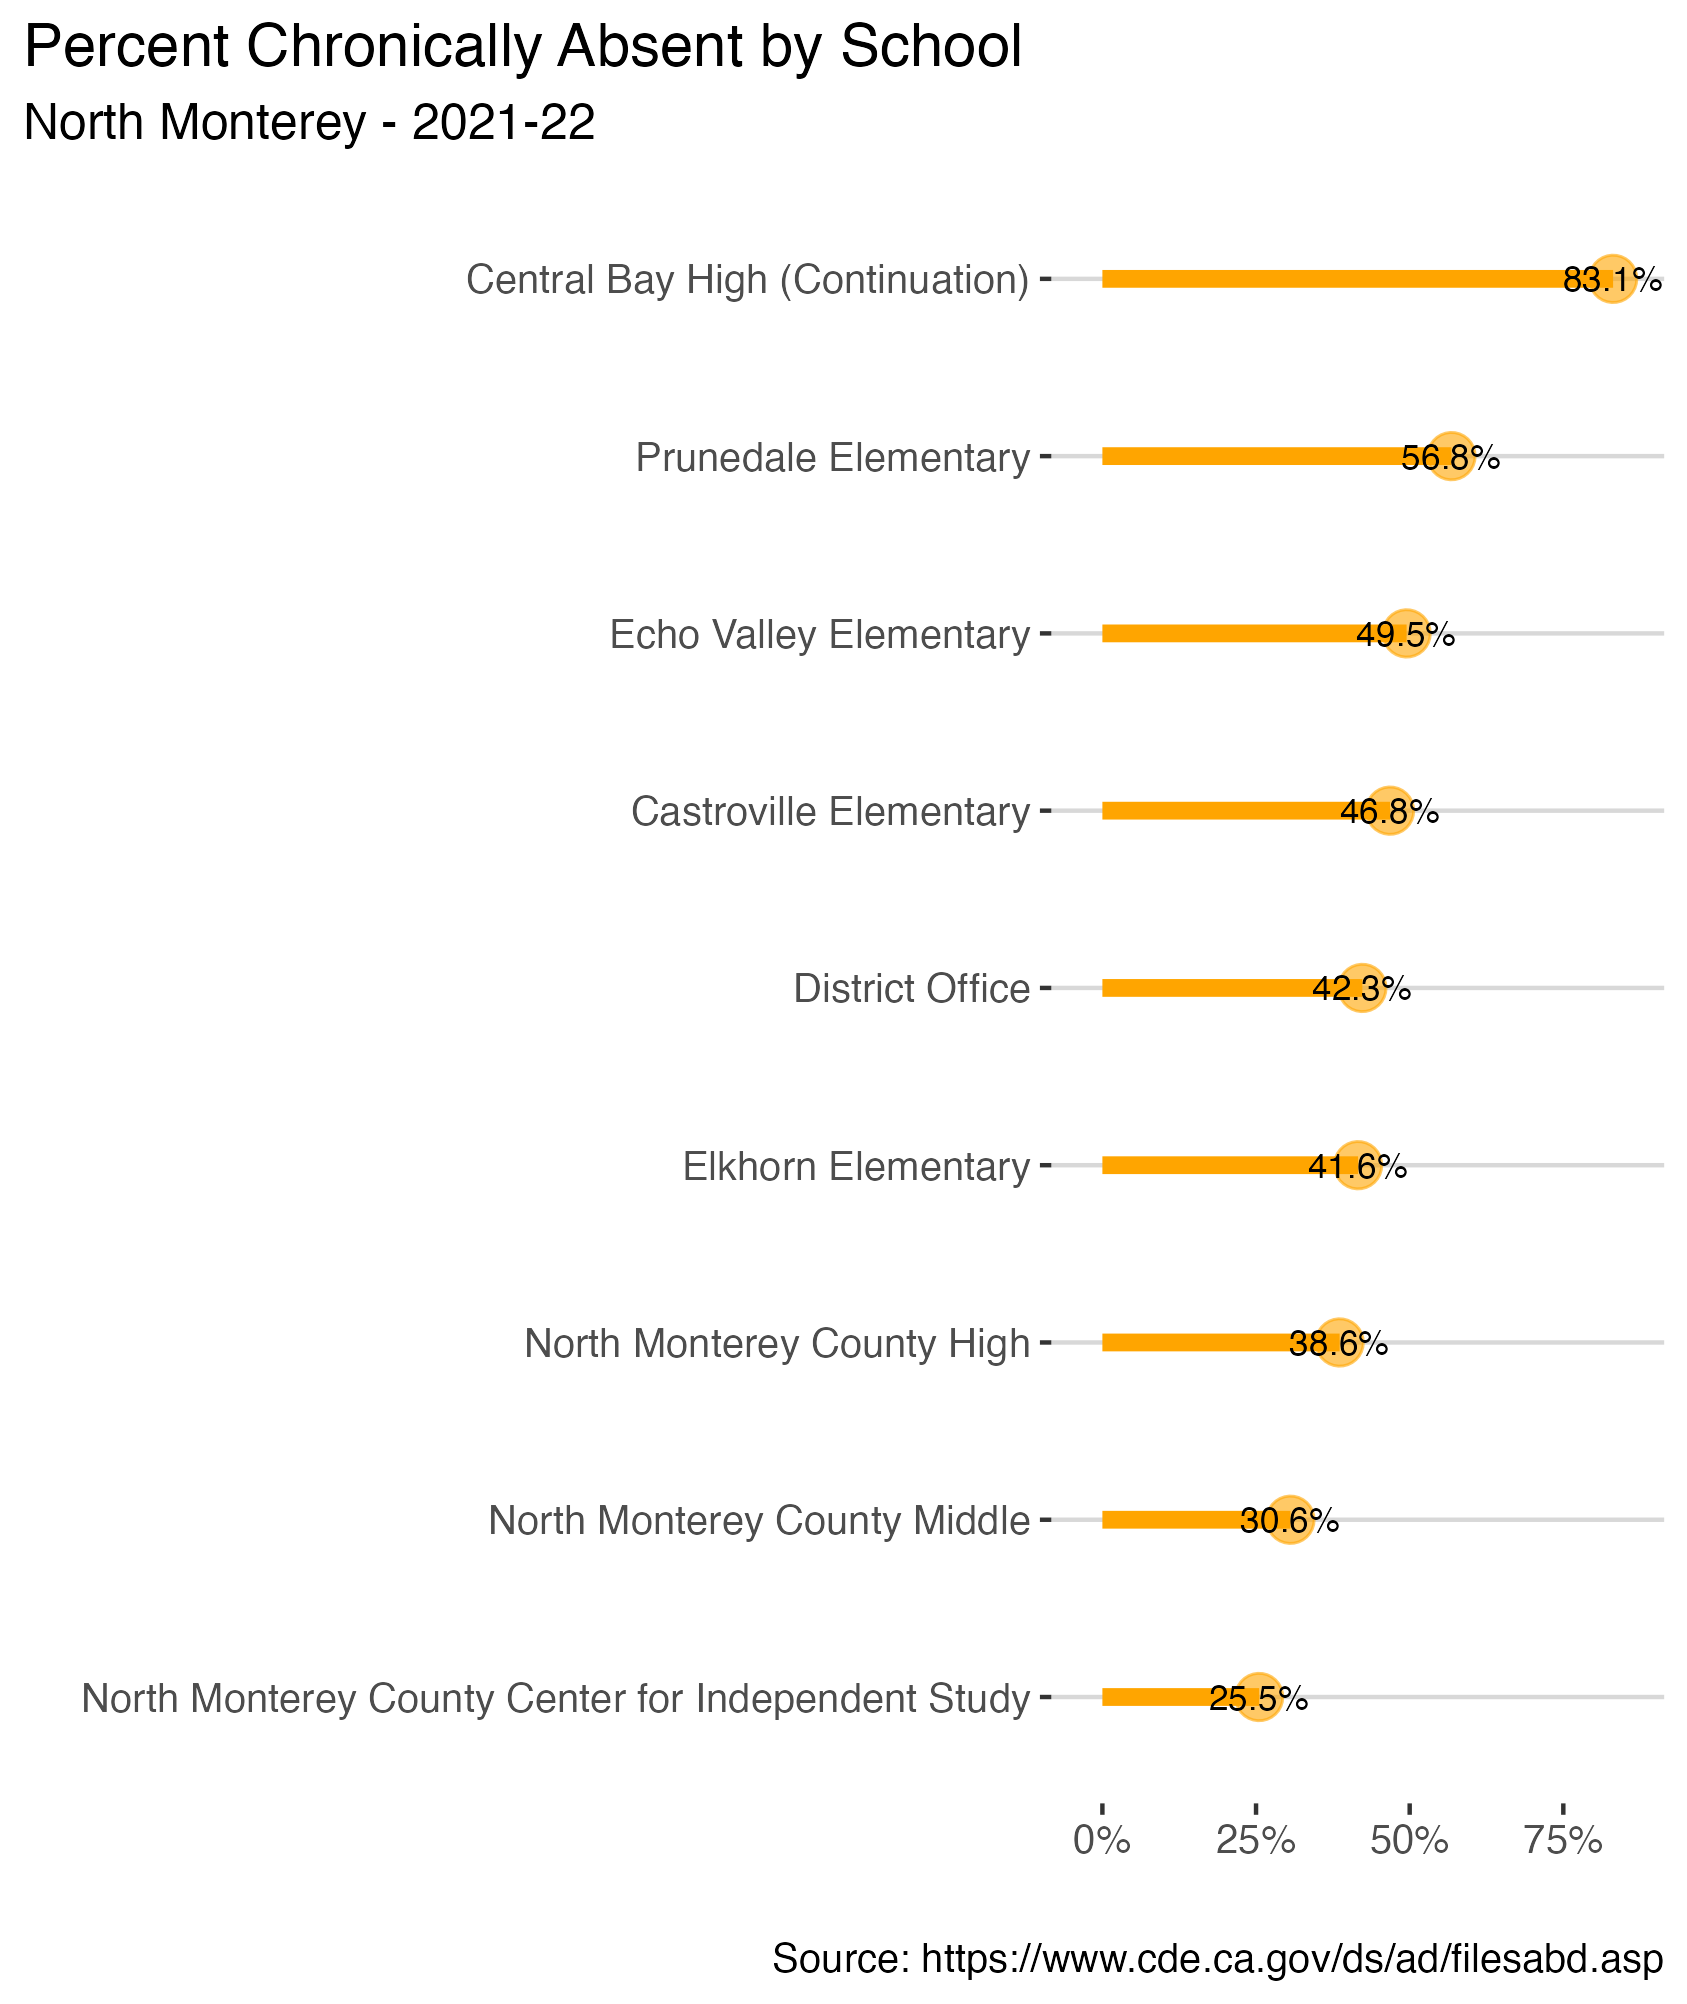 Percent Chronically Absent by School
North Monterey - 2021-22
Central Bay High (Continuation)
83.1%
Prunedale Elementary
56.8%
Echo Valley Elementary
49.5%
Castroville Elementary
46.8%
District Office
42.3%
Elkhorn Elementary
41.6%
North Monterey County High
38.6%
North Monterey County Middle
30.6%
North Monterey County Center for Independent Study
25.5%
0% 25% 50% 75%
Source: https://www.cde.ca.gov/ds/ad/filesabd.asp